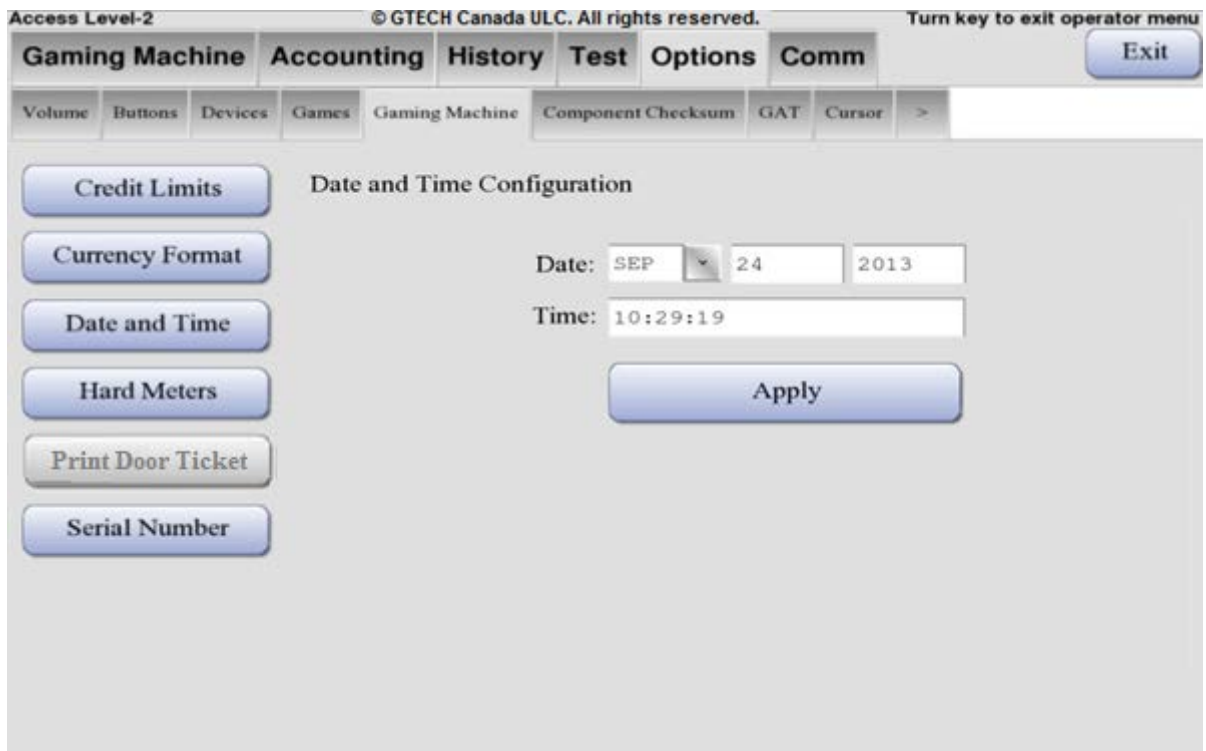 Access Level-2 © GTECH Canada ULC. All rights reserved. Turn key to exit operator menu
Gaming Machine Accounting History Test Options Comm Exit
Volume Buttons Devices Games Gaming Machine Component Checksum GAT Cursor >
Credit Limits
Date and Time Configuration
Currency Format
Date: SEP 24 2013
Date and Time
Time: 10:29:19
Hard Meters
Apply
Print Door Ticket
Serial Number